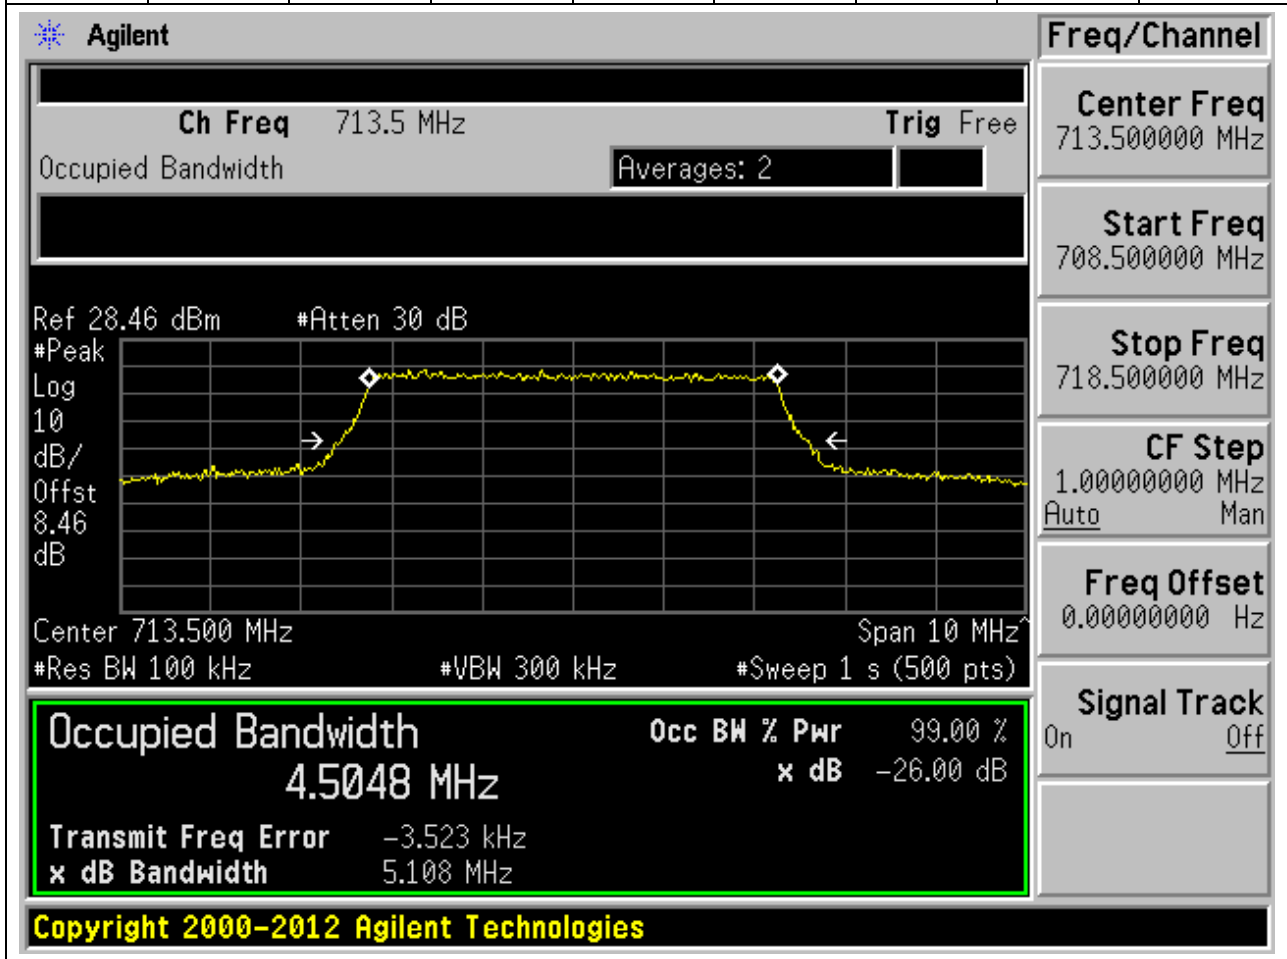 Agilent
Freq/Channel
Ch Freq 713.5 MHz Trig Free
Occupied Bandwidth Averages: 2
Center Freq
713.500000 MHz
Start Freq
708.500000 MHz
Stop Freq
718.500000 MHz
CF Step
1.00000000 MHz
Auto Man
Freq Offset
0.00000000 Hz
Signal Track
On Off
Ref 28.46 dBm #Atten 30 dB
#Peak
Log
10
dB/
Offst
8.46
dB
Center 713.500 MHz Span 10 MHz^
#Res BW 100 kHz #VBW 300 kHz #Sweep 1 s (500 pts)
Occupied Bandwidth Occ BW % Pwr 99.00 %
4.5048 MHz x dB -26.00 dB
Transmit Freq Error -3.523 kHz
x dB Bandwidth 5.108 MHz
Copyright 2000-2012 Agilent Technologies